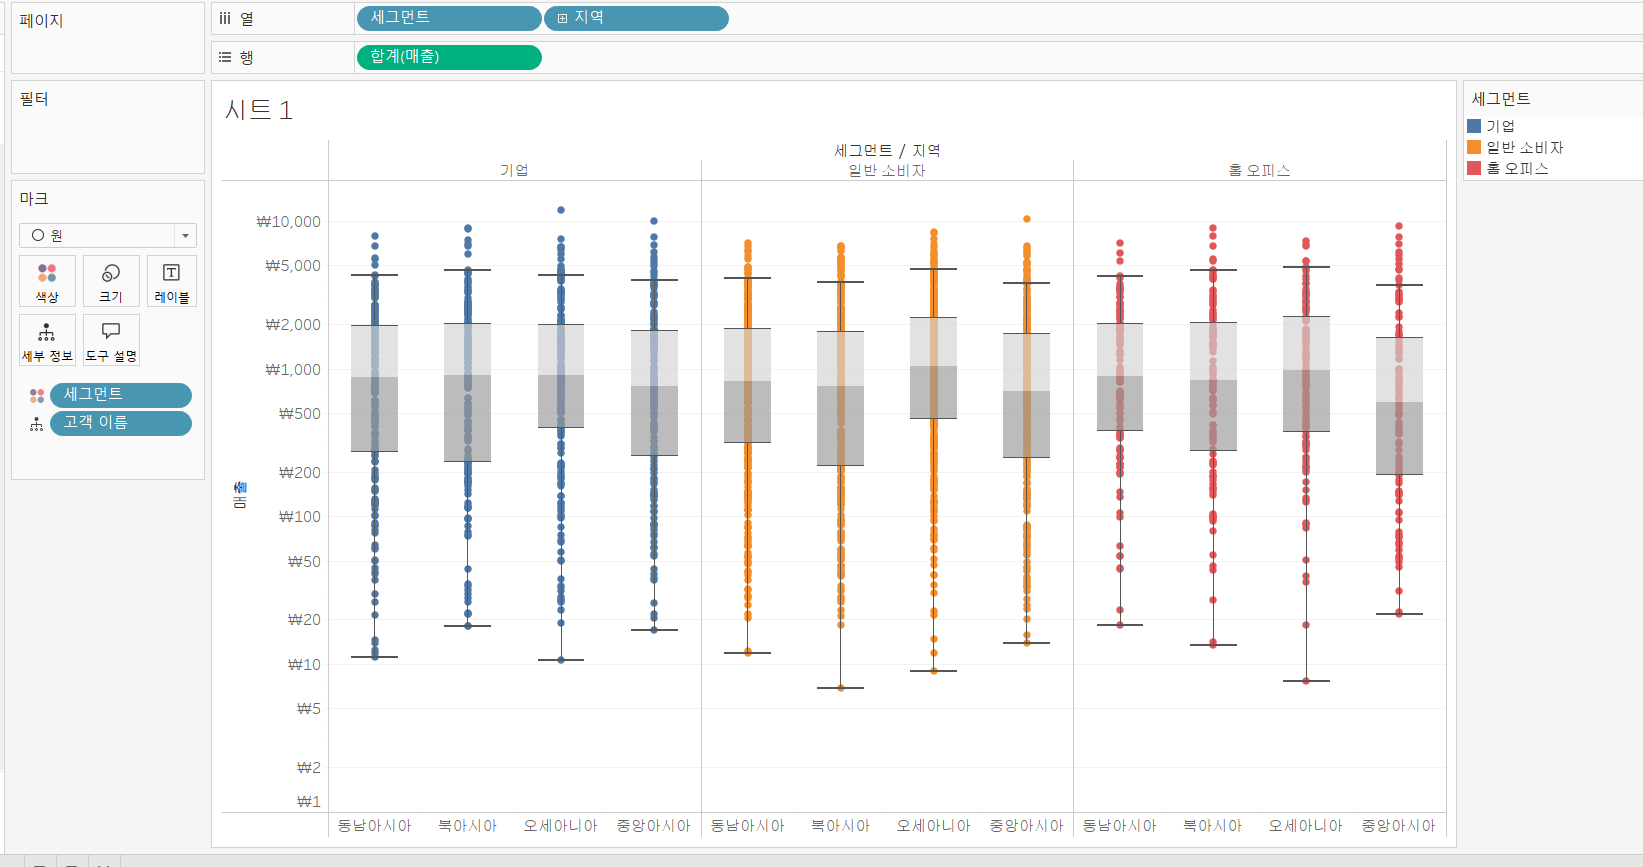 페이지
iii 열
세그먼트
지역
행
합계(매출)
필터
마크
원
색상
크기
레이블
세부 정보
도구 설명
세그먼트
고객 이름
시트 1
세그먼트 / 지역
기업
일반 소비자
홈 오피스
매출
₩10,000
₩5,000
₩2,000
₩1,000
₩500
₩200
₩100
₩50
₩20
₩10
₩5
₩2
₩1
동남아시아 북아시아 오세아니아 중앙아시아 동남아시아 북아시아 오세아니아 중앙아시아 동남아시아 북아시아 오세아니아 중앙아시아
세그먼트
기업
일반 소비자
홈 오피스